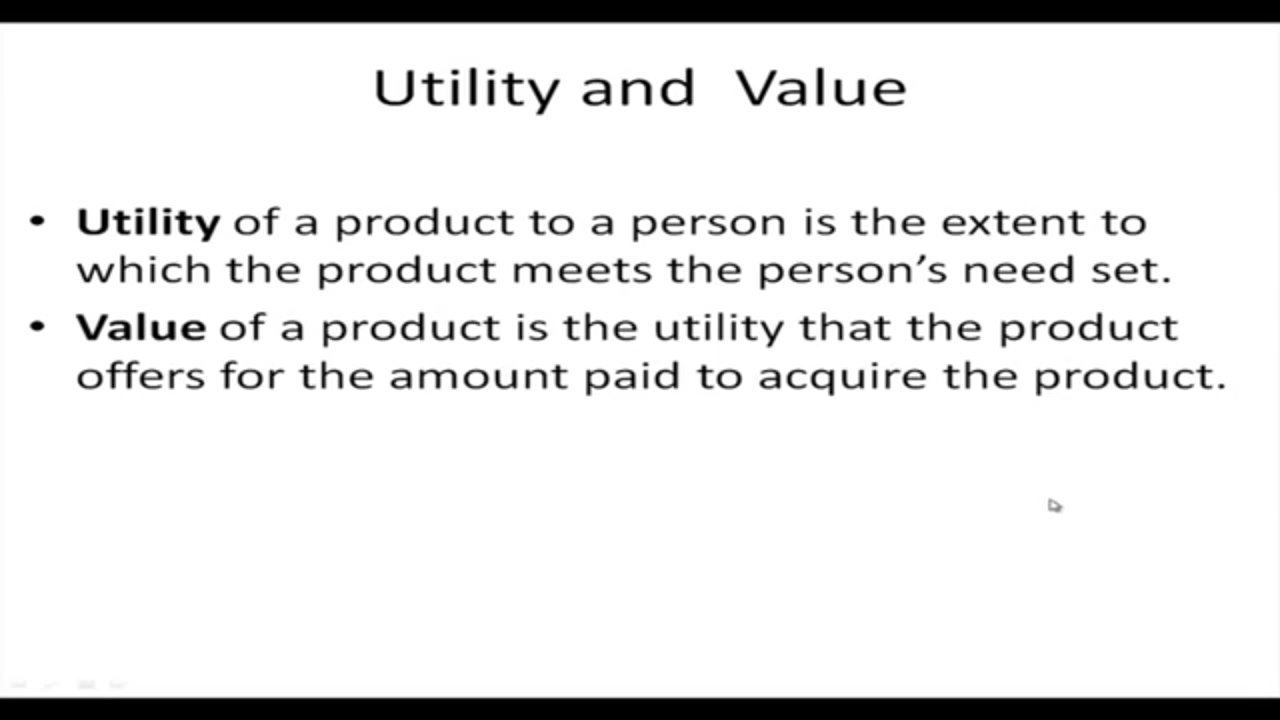 Utility and Value
• Utility of a product to a person is the extent to
which the product meets the person’s need set.
• Value of a product is the utility that the product
offers for the amount paid to acquire the product.